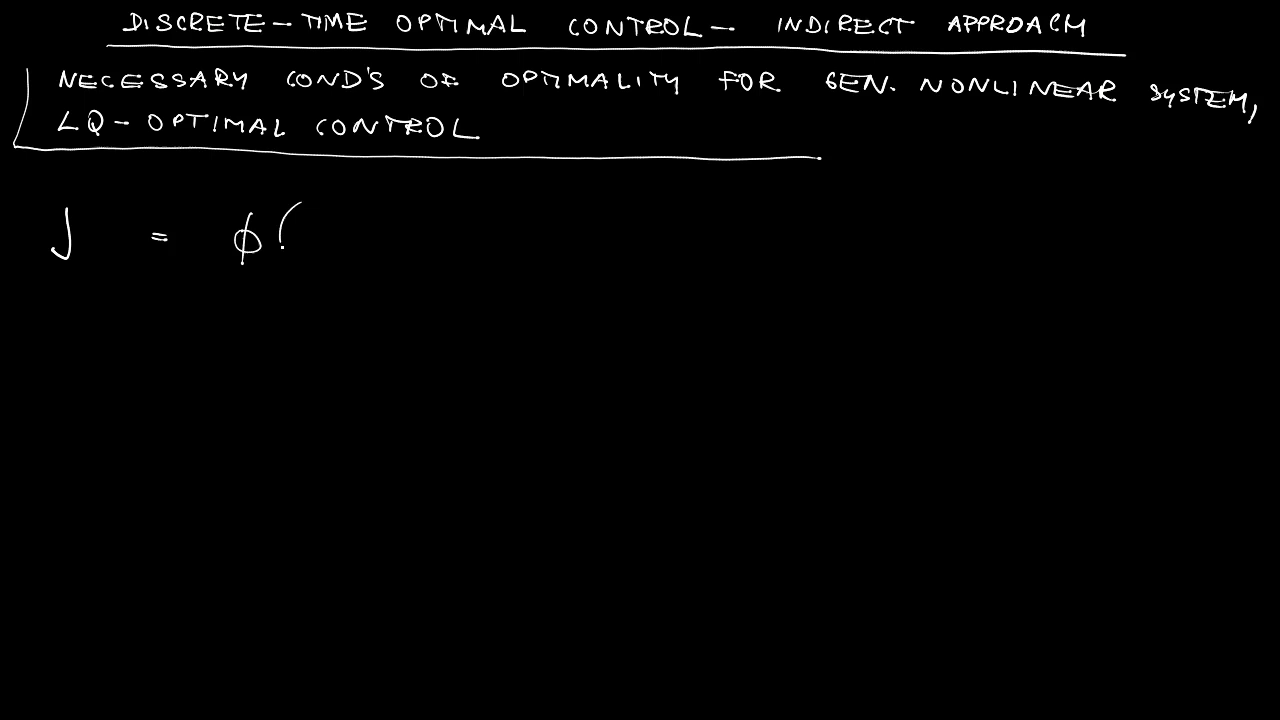 DISCRETE-TIME OPTIMAL CONTROL- INDIRECT APPROACH
NECESSARY COND'S OF OPTIMALITY FOR GEN. NONLINEAR SYSTEM,
LQ-OPTIMAL CONTROL
J = ϕ(